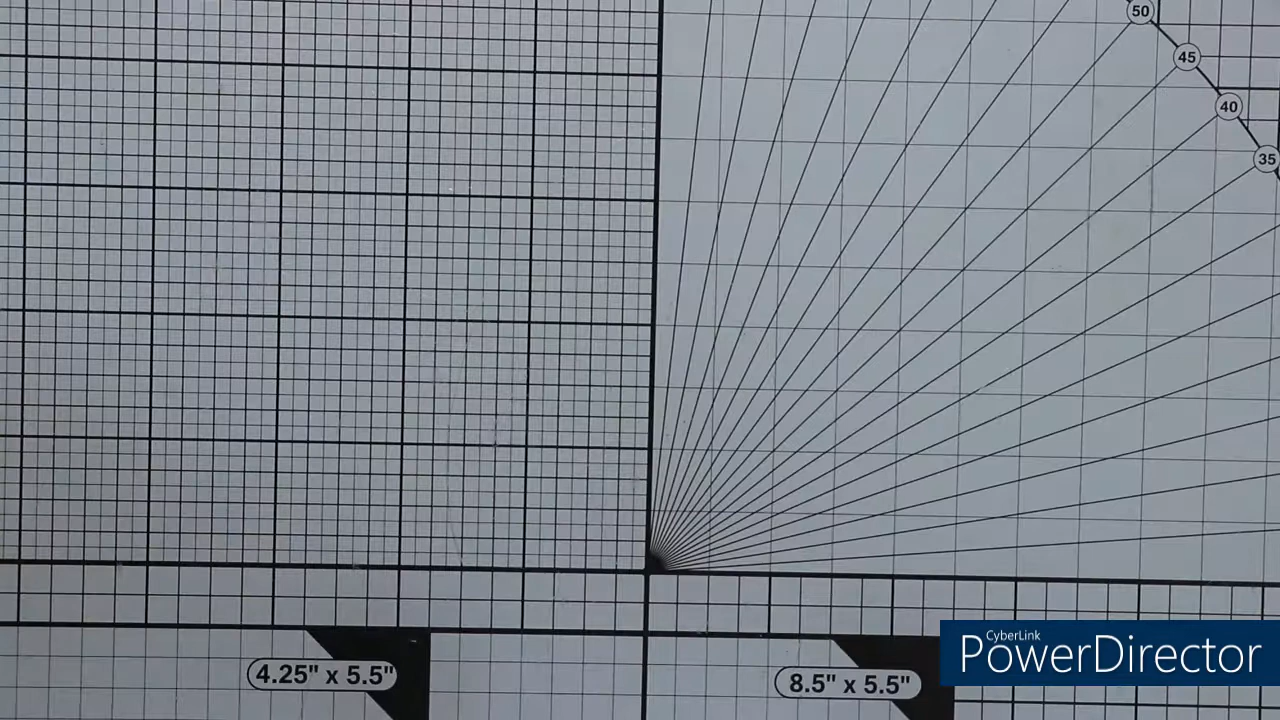 50
45
40
35
4.25" x 5.5"
8.5" x 5.5"
CyberLink
PowerDirector